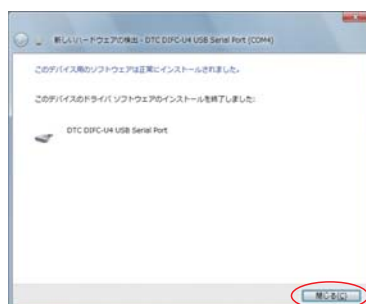 新しいハードウェアの検出 - DTC DIFC-U4 USB Serial Port (COM4)
このデバイス用のソフトウェアは正常にインストールされました。
このデバイスのドライバ ソフトウェアのインストールを終了しました:
DTC DIFC-U4 USB Serial Port
閉じる(C)